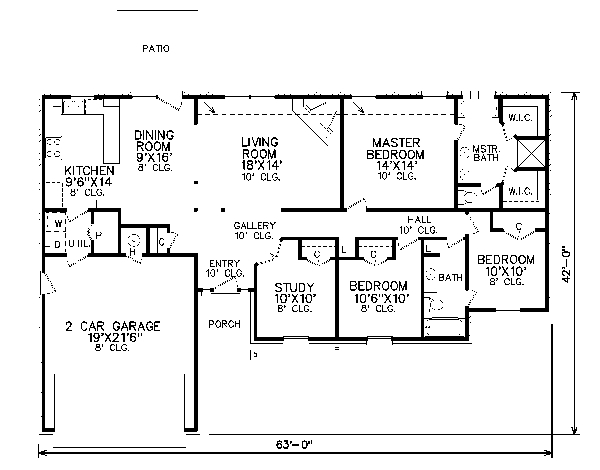 PATIO
DINING
ROOM
9'X16'
8' CLG.
LIVING
ROOM
18'X14'
10' CLG.
MASTER
BEDROOM
14'X14'
10' CLG.
MSTR.
BATH
W.I.C.
W.I.C.
KITCHEN
9'6"X14
8' CLG.
W
D
UTIL.
P
H
C
GALLERY
10' CLG.
HALL
10' CLG.
ENTRY
10' CLG.
C
L
C
L
C
BATH
BEDROOM
10'X10'
8' CLG.
STUDY
10'X10'
8' CLG.
BEDROOM
10'6"X10'
8' CLG.
2 CAR GARAGE
19'X21'6"
8' CLG.
PORCH
42'-0"
63'-0"